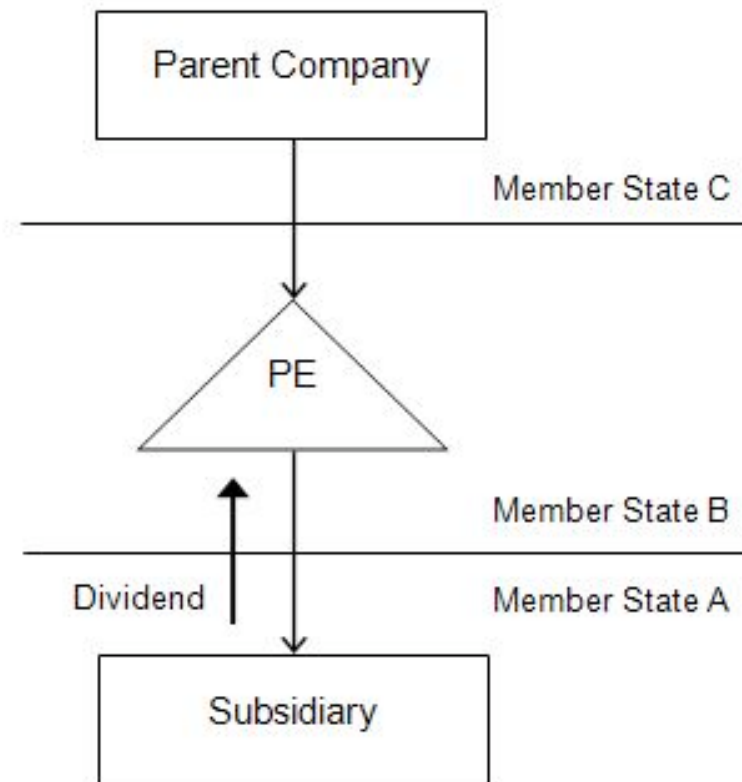 Parent Company
Member State C
PE
Member State B
Dividend
Member State A
Subsidiary